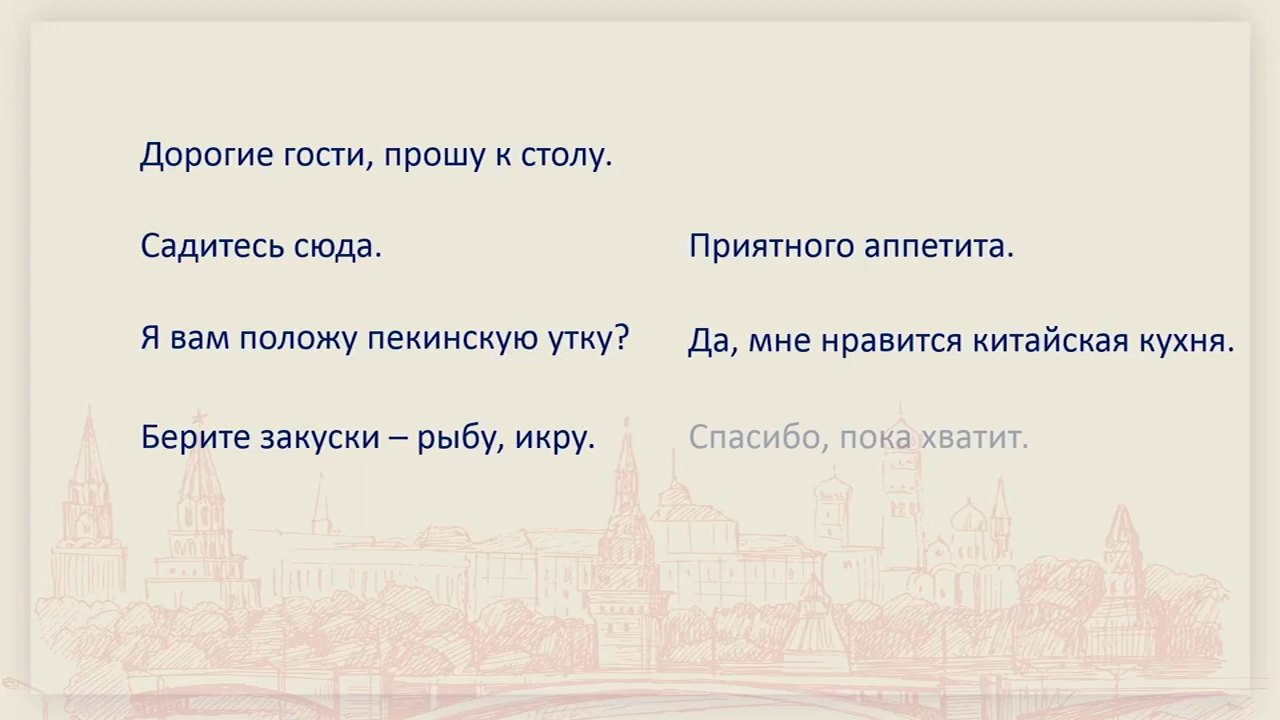 Дорогие гости, прошу к столу.
Садитесь сюда.
Приятного аппетита.
Я вам положу пекинскую утку?
Да, мне нравится китайская кухня.
Берите закуски – рыбу, икру.
Спасибо, пока хватит.